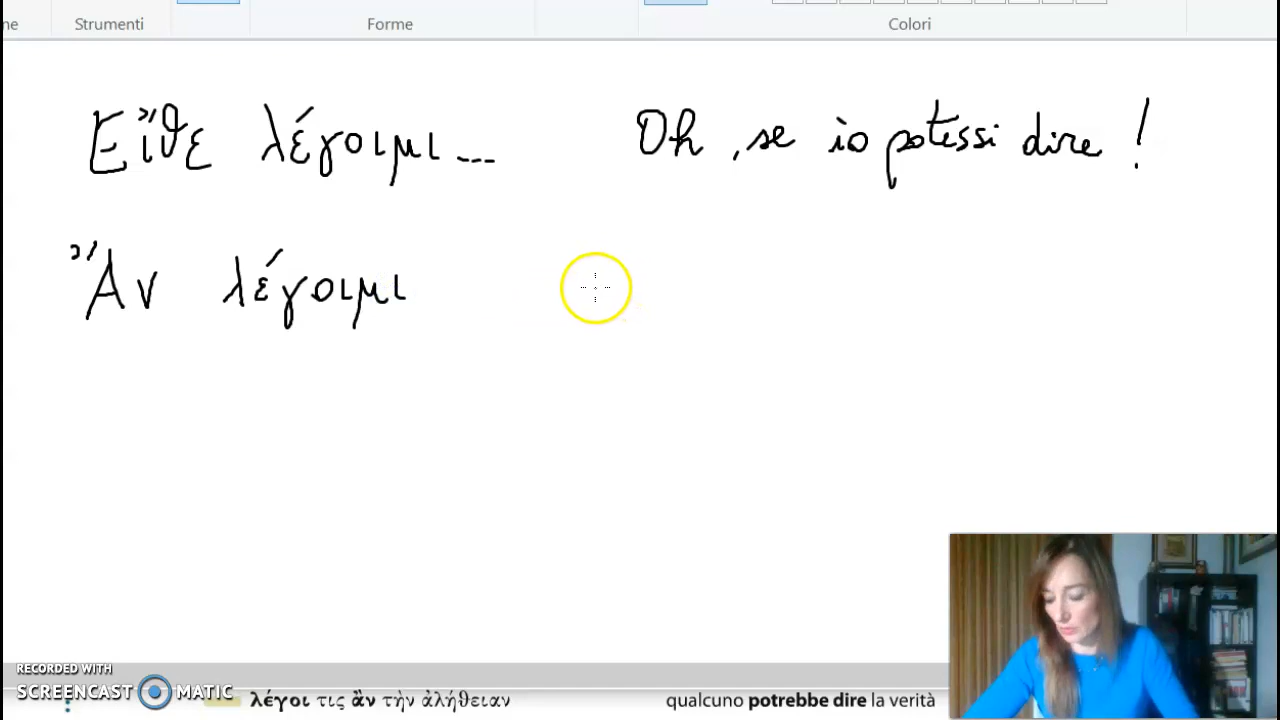 ne Strumenti Forme Colori
Εἴθε λέγοιμι... Oh, se io potessi dire!
Ἄν λέγοιμι
RECORDED WITH
SCREENCAST MATIC
λέγοι τις ἂν τὴν ἀλήθειαν qualcuno potrebbe dire la verità